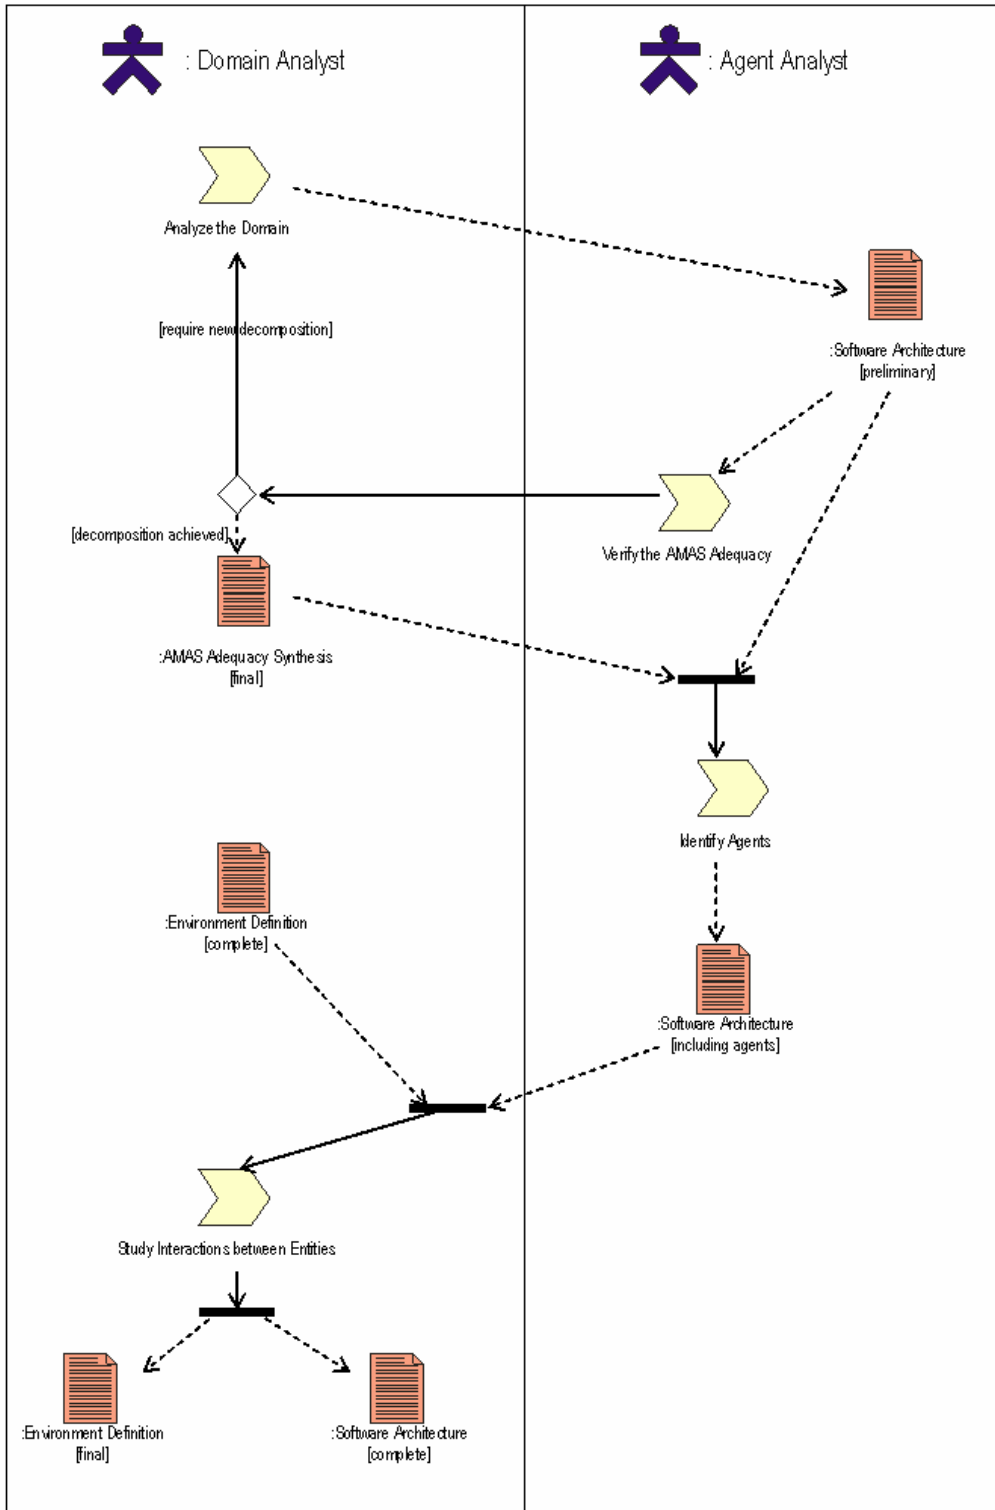 : Domain Analyst
: Agent Analyst
Analyze the Domain
[require new decomposition]
:Software Architecture
[preliminary]
[decomposition achieved]
Verify the AMAS Adequacy
:AMAS Adequacy Synthesis
[final]
Identify Agents
:Environment Definition
[complete]
:Software Architecture
[including agents]
Study Interactions between Entities
:Environment Definition
[final]
:Software Architecture
[complete]